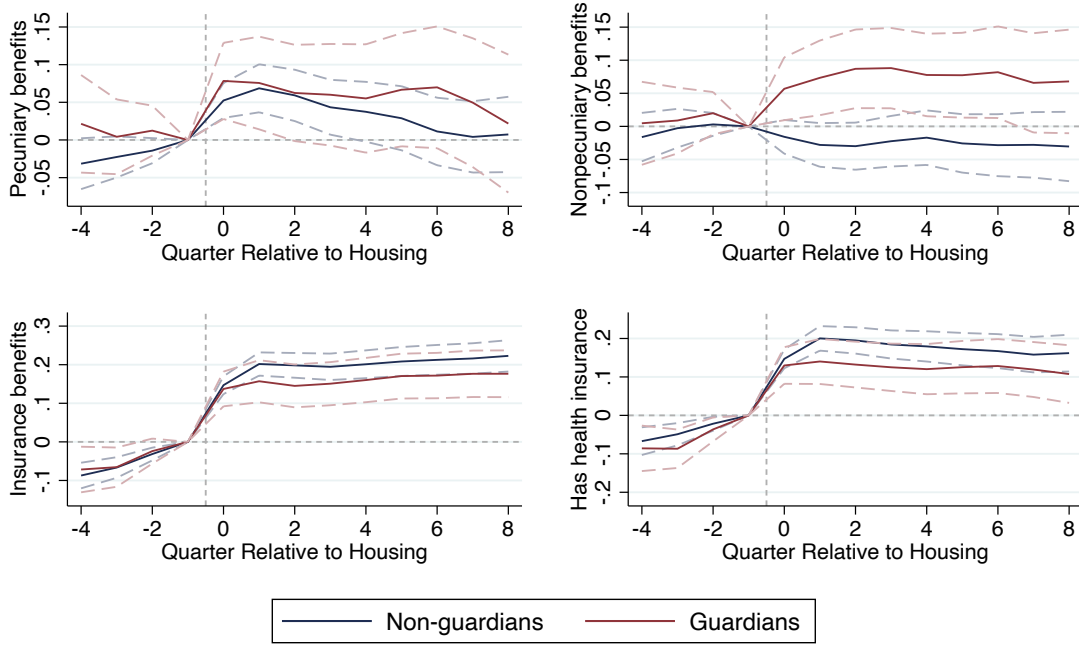 Pecuniary benefits
.15
.1
.05
0
-.05
-4 -2 0 2 4 6 8
Quarter Relative to Housing
Nonpecuniary benefits
.15
.1
.05
0
-.05
-.1
-4 -2 0 2 4 6 8
Quarter Relative to Housing
Insurance benefits
.3
.2
.1
0
-.1
-4 -2 0 2 4 6 8
Quarter Relative to Housing
Has health insurance
.2
.1
0
-.1
-.2
-4 -2 0 2 4 6 8
Quarter Relative to Housing
Non-guardians Guardians